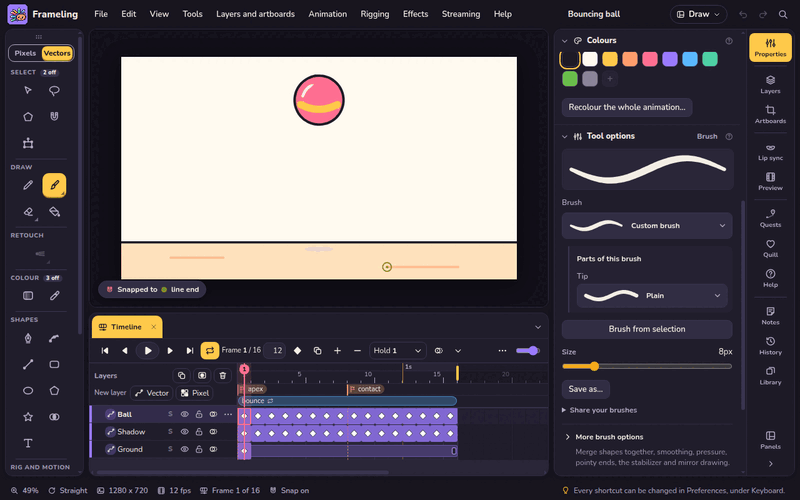 Frameling File Edit View Tools Layers and artboards Animation Rigging Effects Streaming Help Bouncing ball Draw
Pixels Vectors
SELECT 2 off
DRAW
RETOUCH
COLOUR 3 off
SHAPES
RIG AND MOTION
Snapped to line end
Timeline
Frame 1 / 16 12 Hold 1
Layers
New layer Vector Pixel
1 5 10 1s 15 20
apex contact
bounce
Ball S
Shadow S
Ground S
Colours
Recolour the whole animation...
Tool options Brush
Brush
Custom brush
Parts of this brush
Tip
Plain
Brush from selection
Size 8px
Save as...
Share your brushes
More brush options
Merge shapes together, smoothing, pressure,
pointy ends, the stabilizer and mirror drawing.
Properties
Layers
Artboards
Lip sync
Preview
Quests
Quill
Help
Notes
History
Library
Panels
49% Straight 1280 x 720 12 fps Frame 1 of 16 Snap on Every shortcut can be changed in Preferences, under Keyboard.